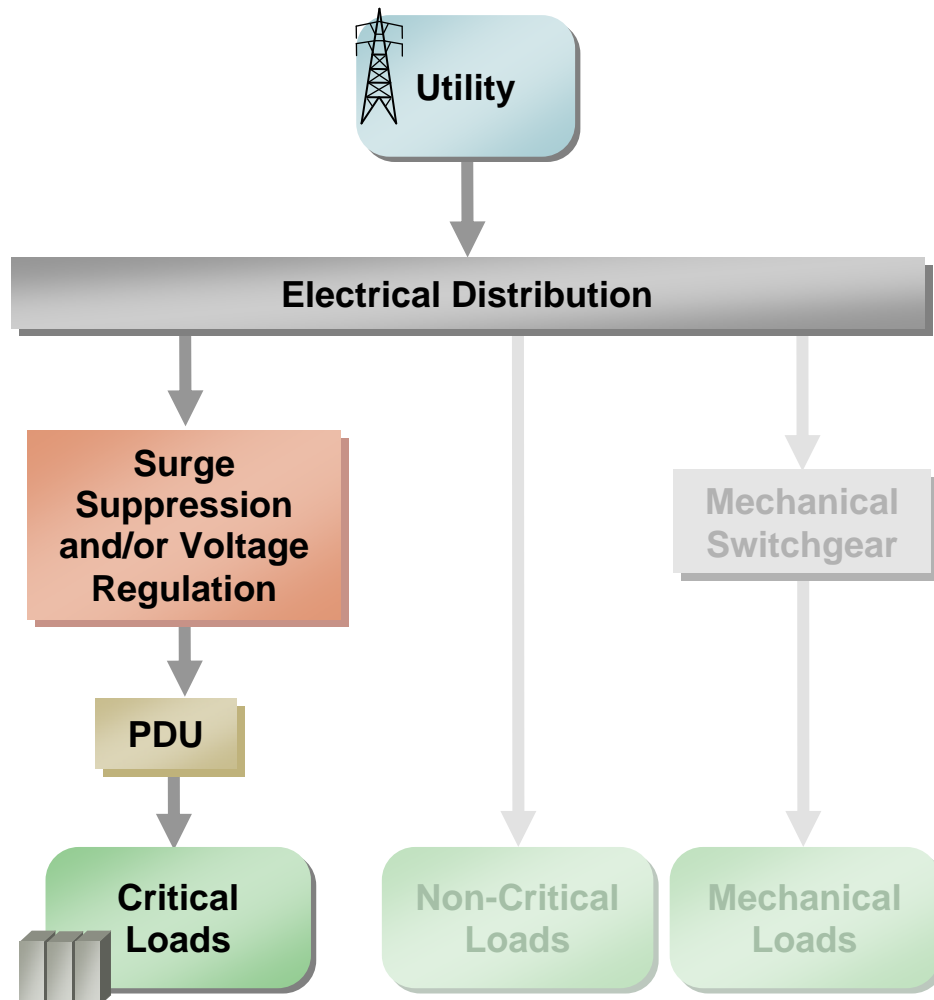 Utility
Electrical Distribution
Surge
Suppression
and/or Voltage
Regulation
Mechanical
Switchgear
PDU
Critical
Loads
Non-Critical
Loads
Mechanical
Loads